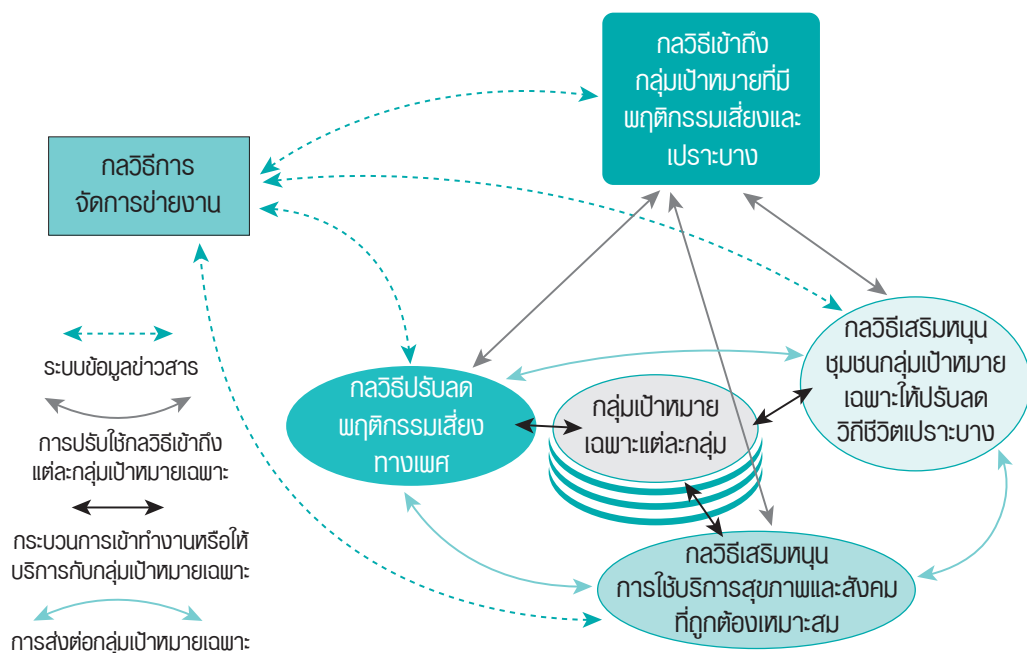 กลวิธีเข้าถึง
กลุ่มเป้าหมายที่มี
พฤติกรรมเสี่ยงและ
เปราะบาง
กลวิธีการ
จัดการข่ายงาน
กลวิธีเสริมหนุน
ชุมชนกลุ่มเป้าหมาย
เฉพาะให้ปรับลด
วิถีชีวิตเปราะบาง
กลวิธีปรับลด
พฤติกรรมเสี่ยง
ทางเพศ
กลุ่มเป้าหมาย
เฉพาะแต่ละกลุ่ม
กลวิธีเสริมหนุน
การใช้บริการสุขภาพและสังคม
ที่ถูกต้องเหมาะสม
ระบบข้อมูลข่าวสาร
การปรับใช้กลวิธีเข้าถึง
แต่ละกลุ่มเป้าหมายเฉพาะ
กระบวนการเข้าทำงานหรือให้
บริการกับกลุ่มเป้าหมายเฉพาะ
การส่งต่อกลุ่มเป้าหมายเฉพาะ